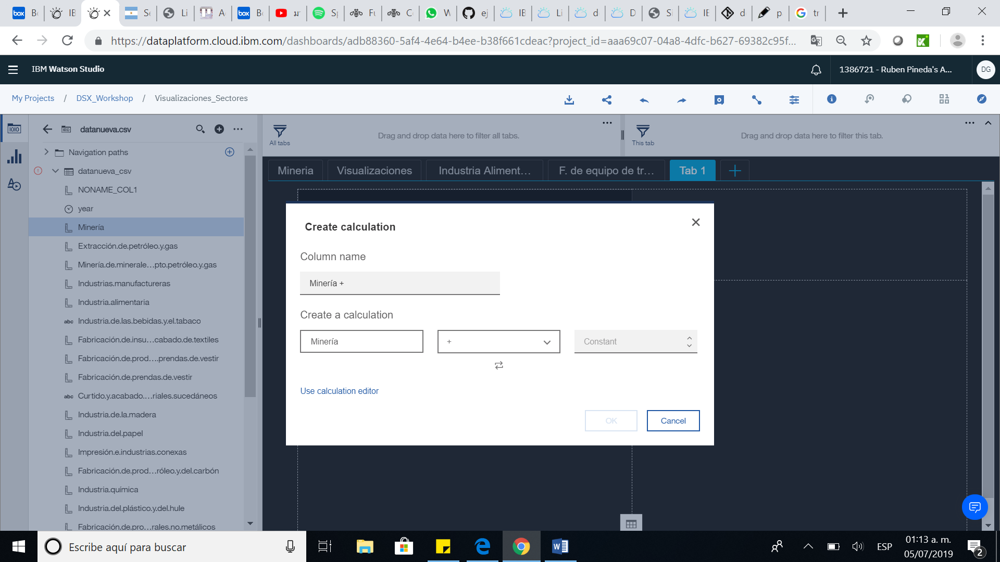 box B
IE
Se
Li
A
box B
นา
S
Fu
C
W
ej
IE
Li
d
D
Si
IE
d
p
tr
https://dataplatform.cloud.ibm.com/dashboards/adb88360-5af4-4e64-b4ee-b38f661cdeac?project_id=aaa69c07-04a8-4dfc-b627-69382c95f...
IBM Watson Studio
1386721 - Ruben Pineda's A...
DG
My Projects / DSX_Workshop / Visualizaciones_Sectores
datanueva.csv
All tabs
Drag and drop data here to filter all tabs.
This tab
Drag and drop data here to filter this tab.
Navigation paths
datanueva_csv
NONAME_COL1
year
Minería
Extracción.de.petróleo.y.gas
Minería.de.minerale...pto.petróleo.y.gas
Industrias.manufactureras
Industria.alimentaria
abc Industria.de.las.bebidas.y.el.tabaco
Fabricación.de.insu...cabado.de.textiles
Fabricación.de.prod....prendas.de.vestir
Fabricación.de.prendas.de.vestir
abc Curtido.y.acabado....riales.sucedáneos
Industria.de.la.madera
Industria.del.papel
Impresión.e.industrias.conexas
Fabricación.de.prod...róleo.y.del.carbón
Industria.química
Industria.del.plástico.y.del.hule
Fabricación.de.pro...rales.no.metálicos
Mineria
Visualizaciones
Industria Aliment...
F. de equipo de tr...
Tab 1
Create calculation
Column name
Minería +
Create a calculation
Minería
+
Constant
Use calculation editor
OK
Cancel
Escribe aquí para buscar
ESP
01:13 a. m.
05/07/2019
2